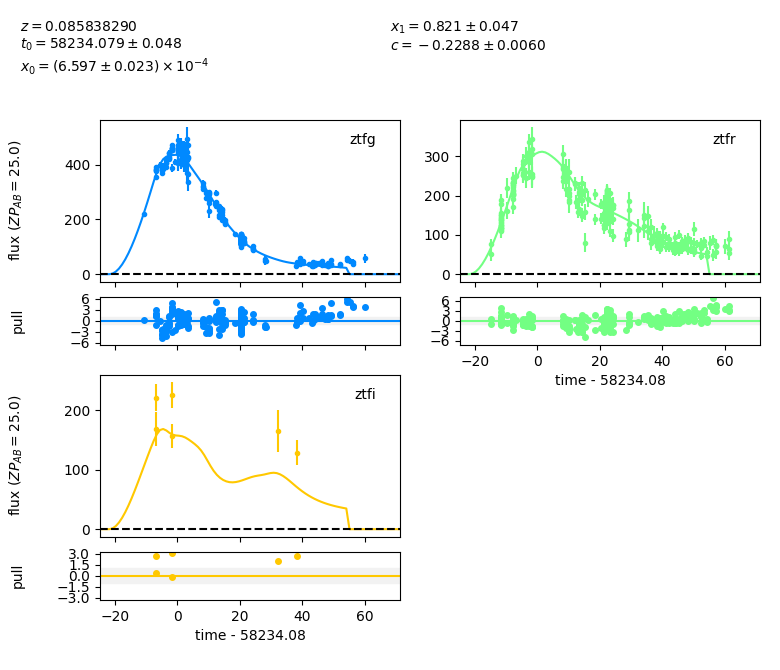 z = 0.085838290
t₀ = 58234.079 ± 0.048
x₀ = (6.597 ± 0.023) × 10⁻⁴
x₁ = 0.821 ± 0.047
c = −0.2288 ± 0.0060
ztfg
flux (ZP_AB = 25.0)
400
200
0
pull
6
3
0
−3
−6
ztfr
300
200
100
0
6
3
0
−3
−6
−20 0 20 40 60
time - 58234.08
ztfi
flux (ZP_AB = 25.0)
200
100
0
pull
3.0
1.5
0.0
−1.5
−3.0
−20 0 20 40 60
time - 58234.08